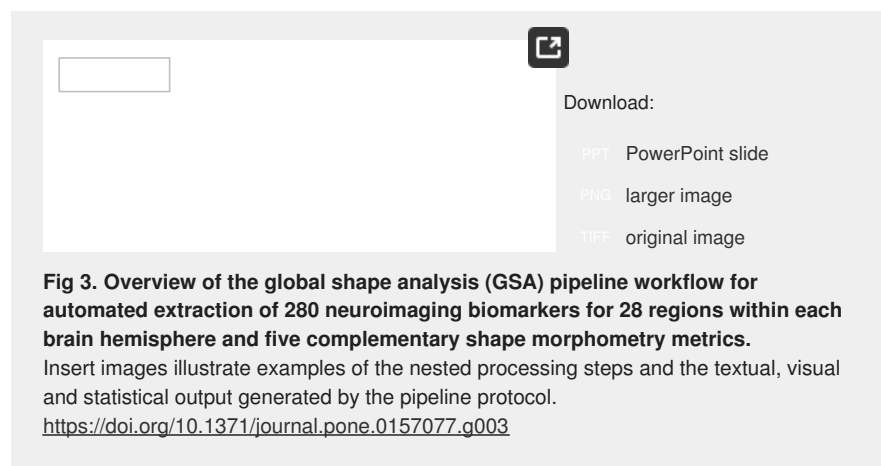 Download:
PPT PowerPoint slide
PNG larger image
TIFF original image
Fig 3. Overview of the global shape analysis (GSA) pipeline workflow for
automated extraction of 280 neuroimaging biomarkers for 28 regions within each
brain hemisphere and five complementary shape morphometry metrics.
Insert images illustrate examples of the nested processing steps and the textual, visual
and statistical output generated by the pipeline protocol.
https://doi.org/10.1371/journal.pone.0157077.g003